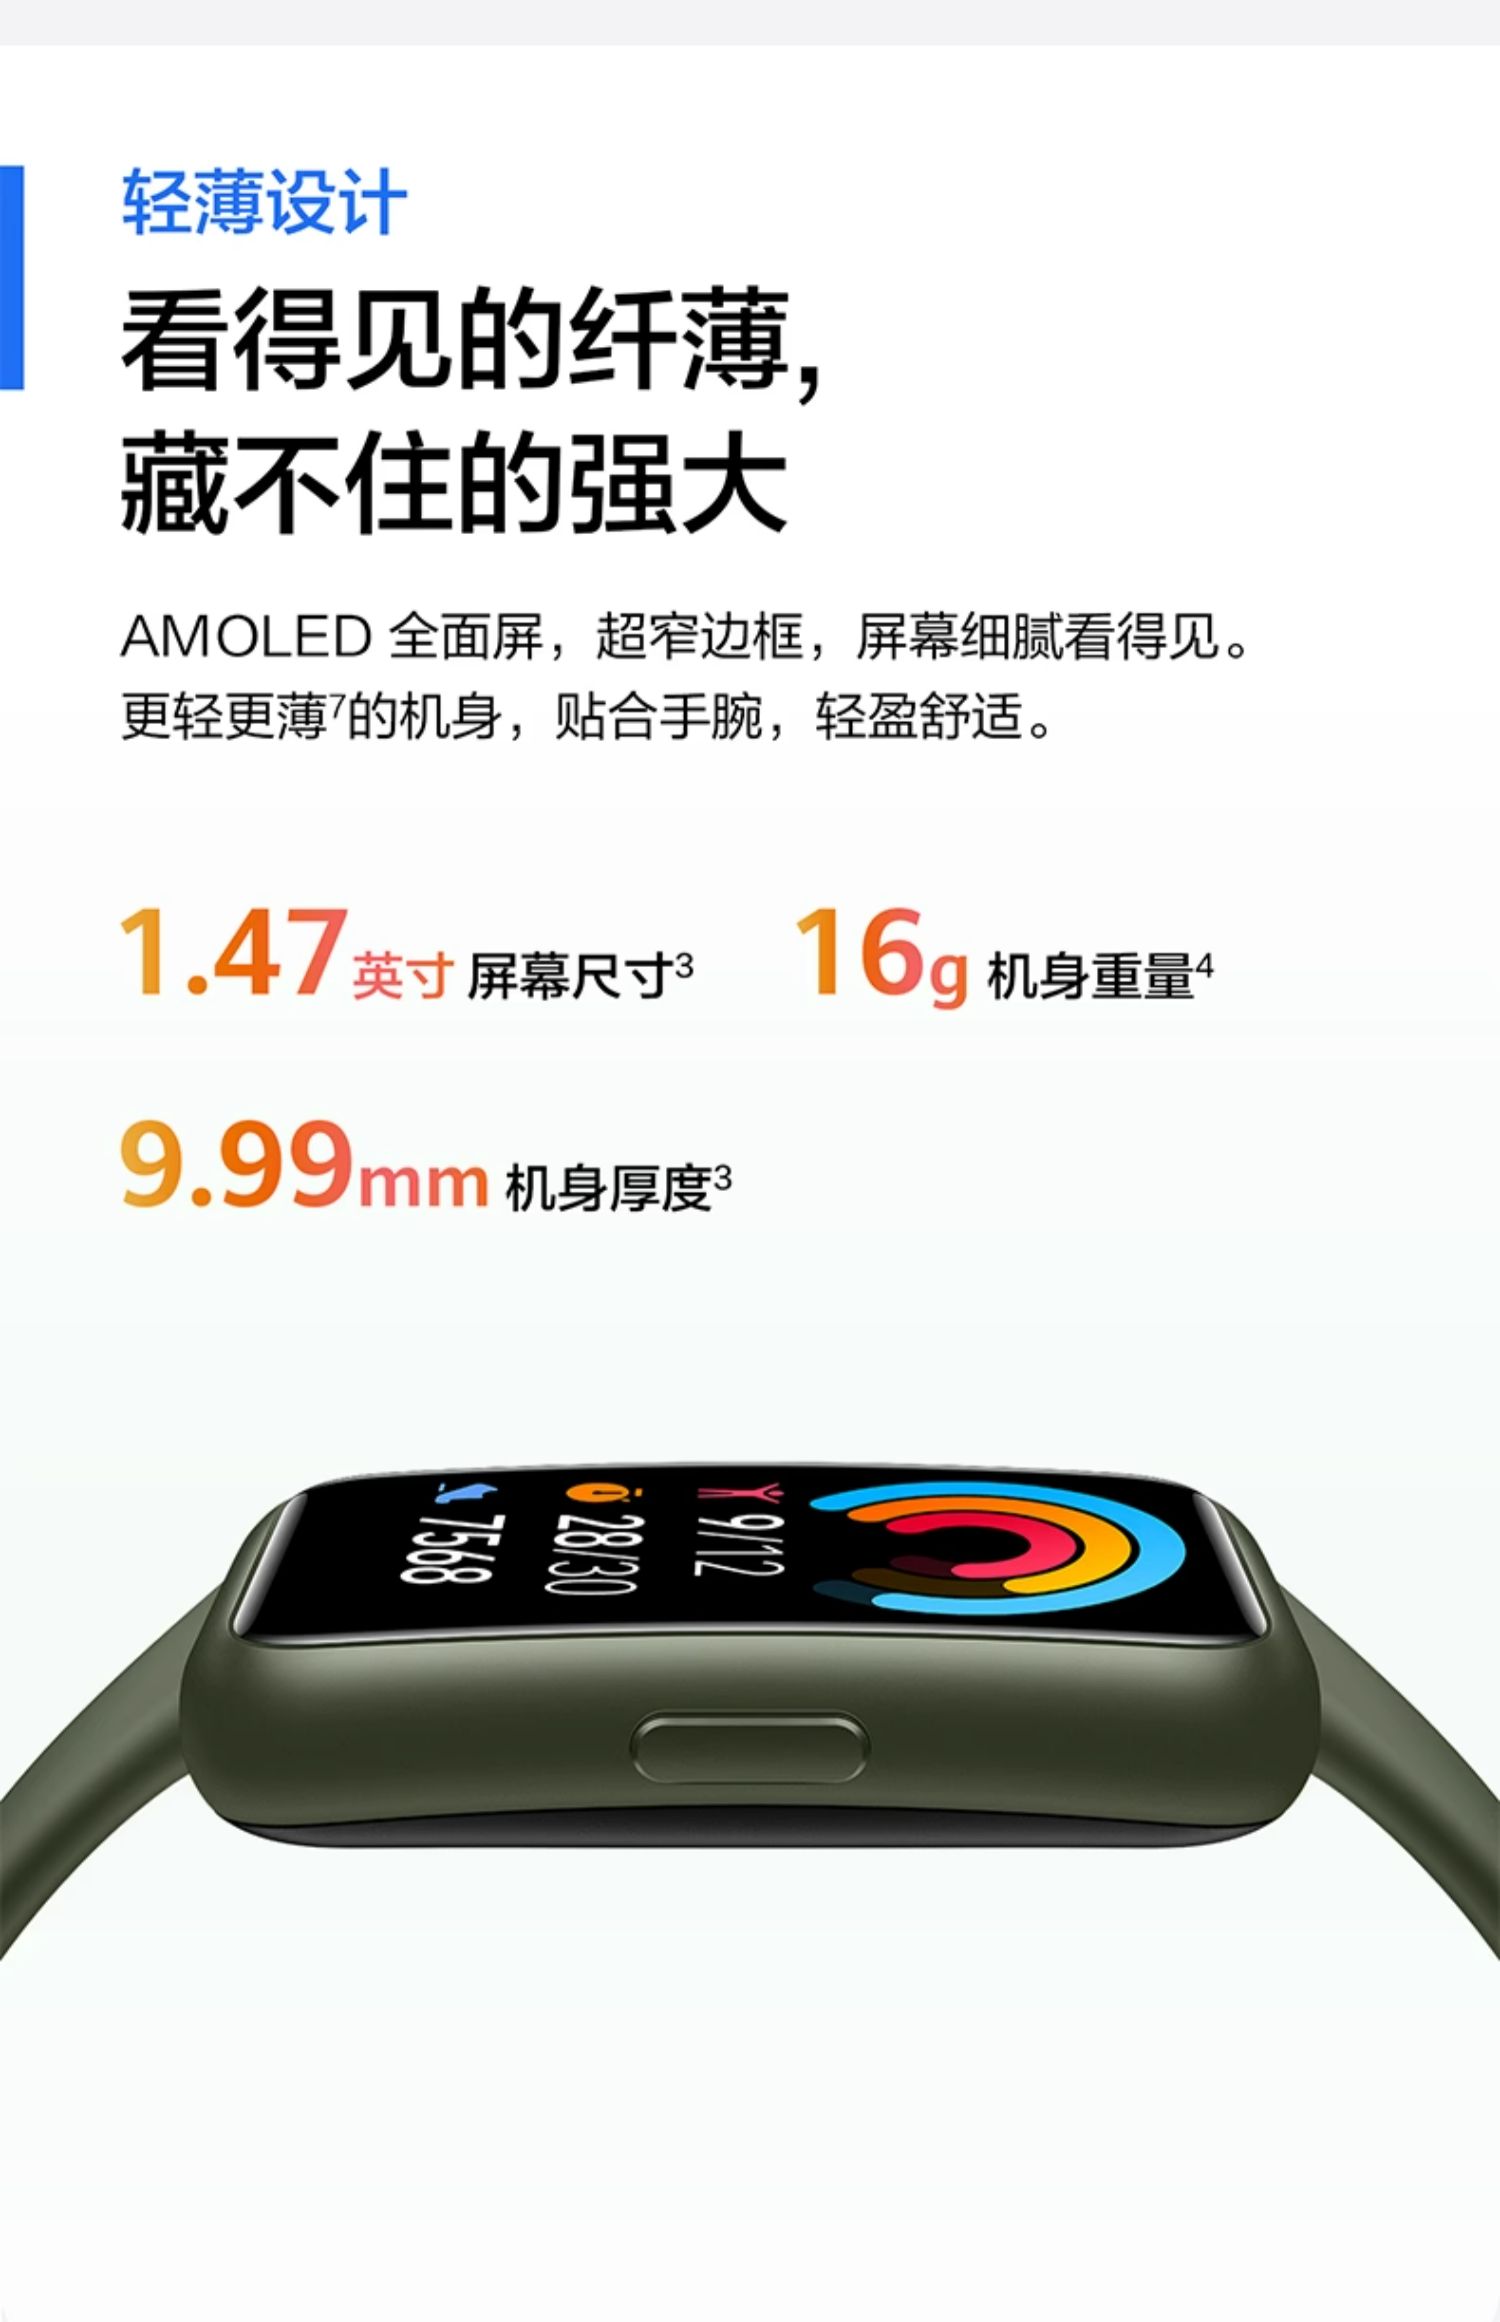 轻薄设计
看得见的纤薄,
藏不住的强大
AMOLED 全面屏，超窄边框，屏幕细腻看得见。
更轻更薄⁷的机身，贴合手腕，轻盈舒适。
1.47英寸 屏幕尺寸³ 16g 机身重量⁴
9.99mm 机身厚度³
9/12
28/30
7568